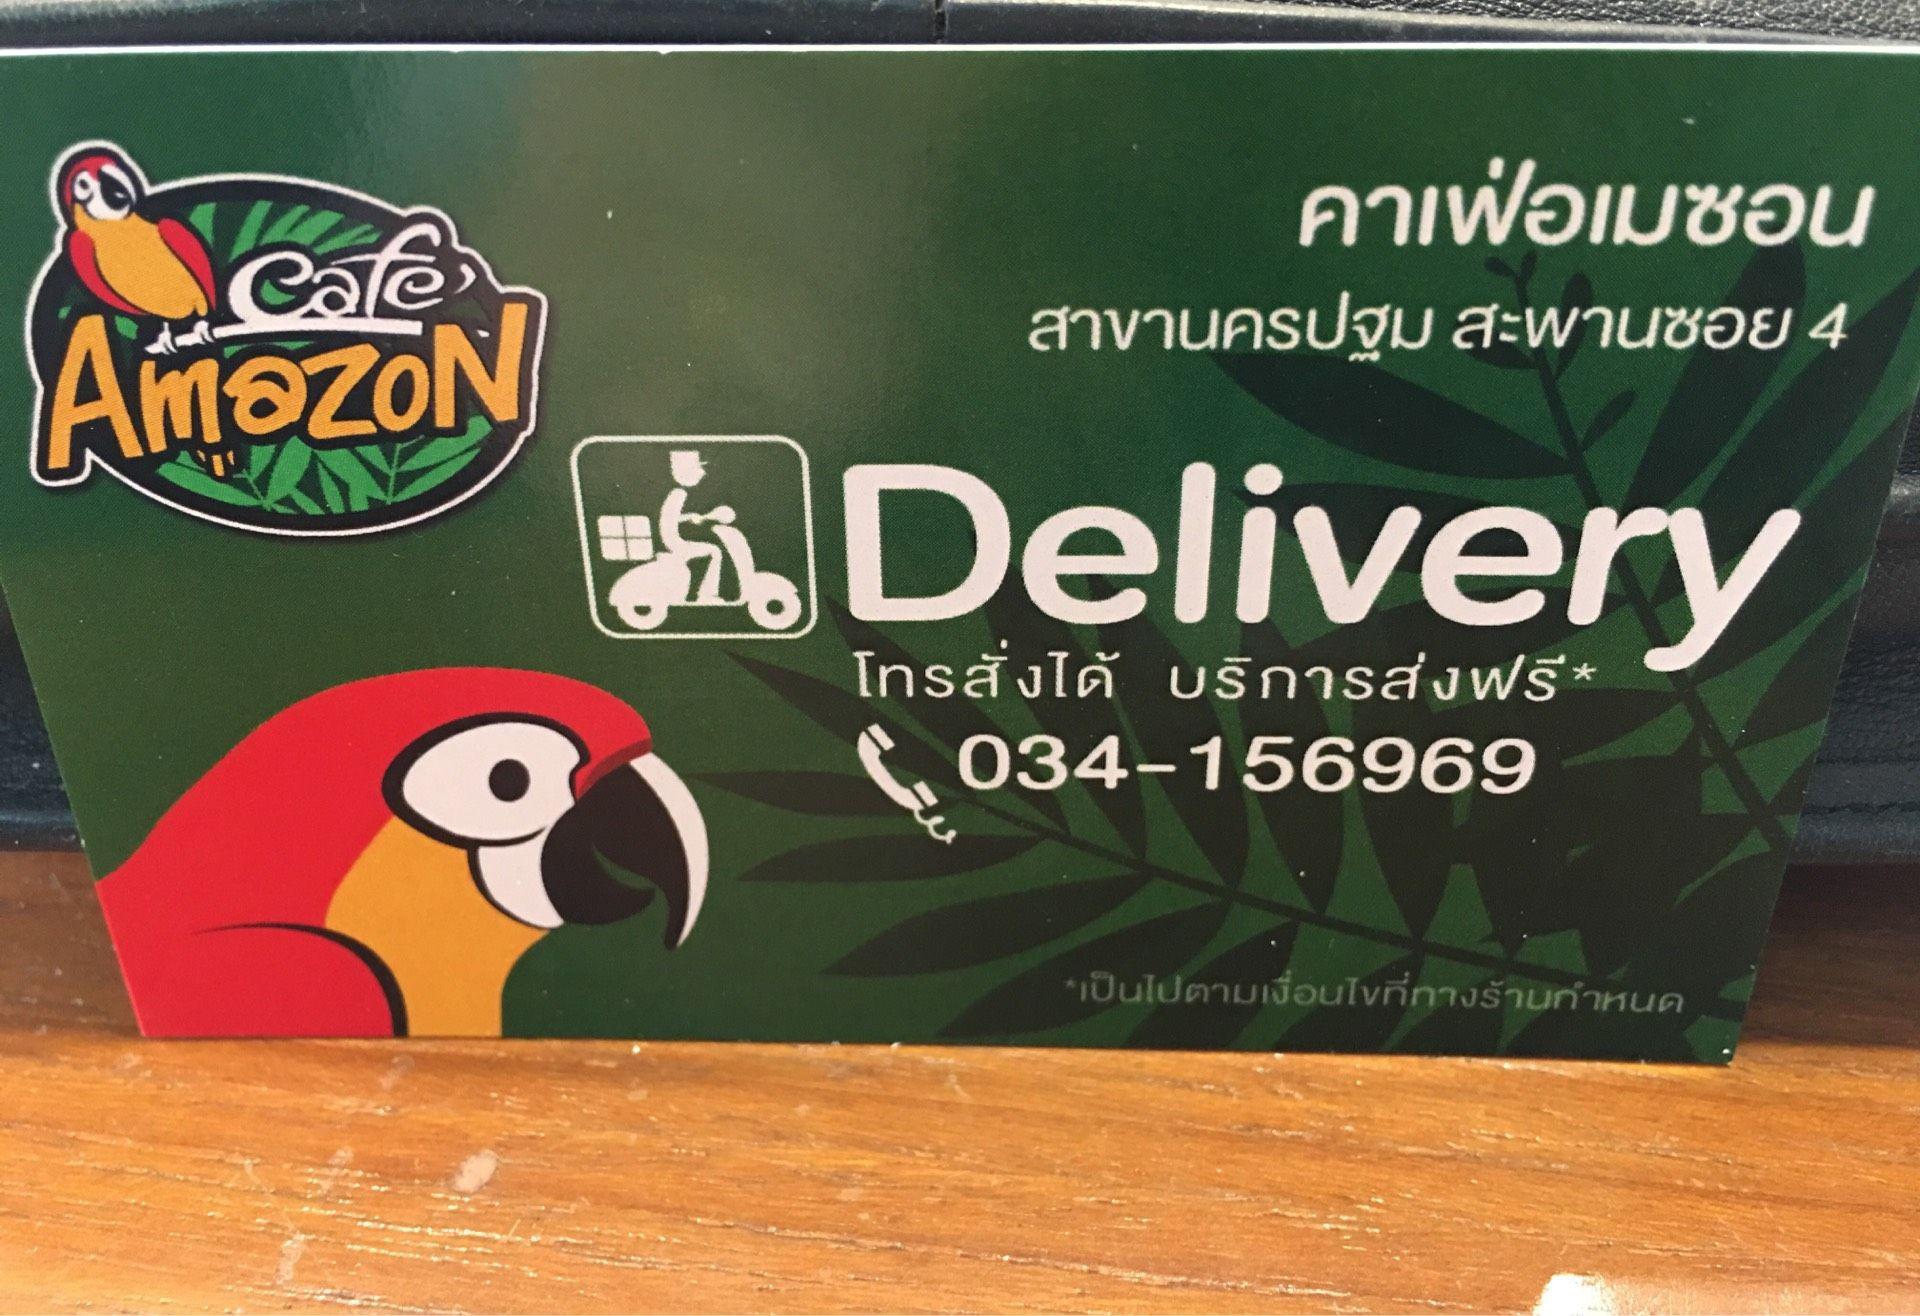 Café
Amazon
คาเฟ่อเมซอน
สาขานครปฐม สะพานซอย 4
Delivery
โทรสั่งได้ บริการส่งฟรี*
034-156969
*เป็นไปตามเงื่อนไขที่ทางร้านกำหนด